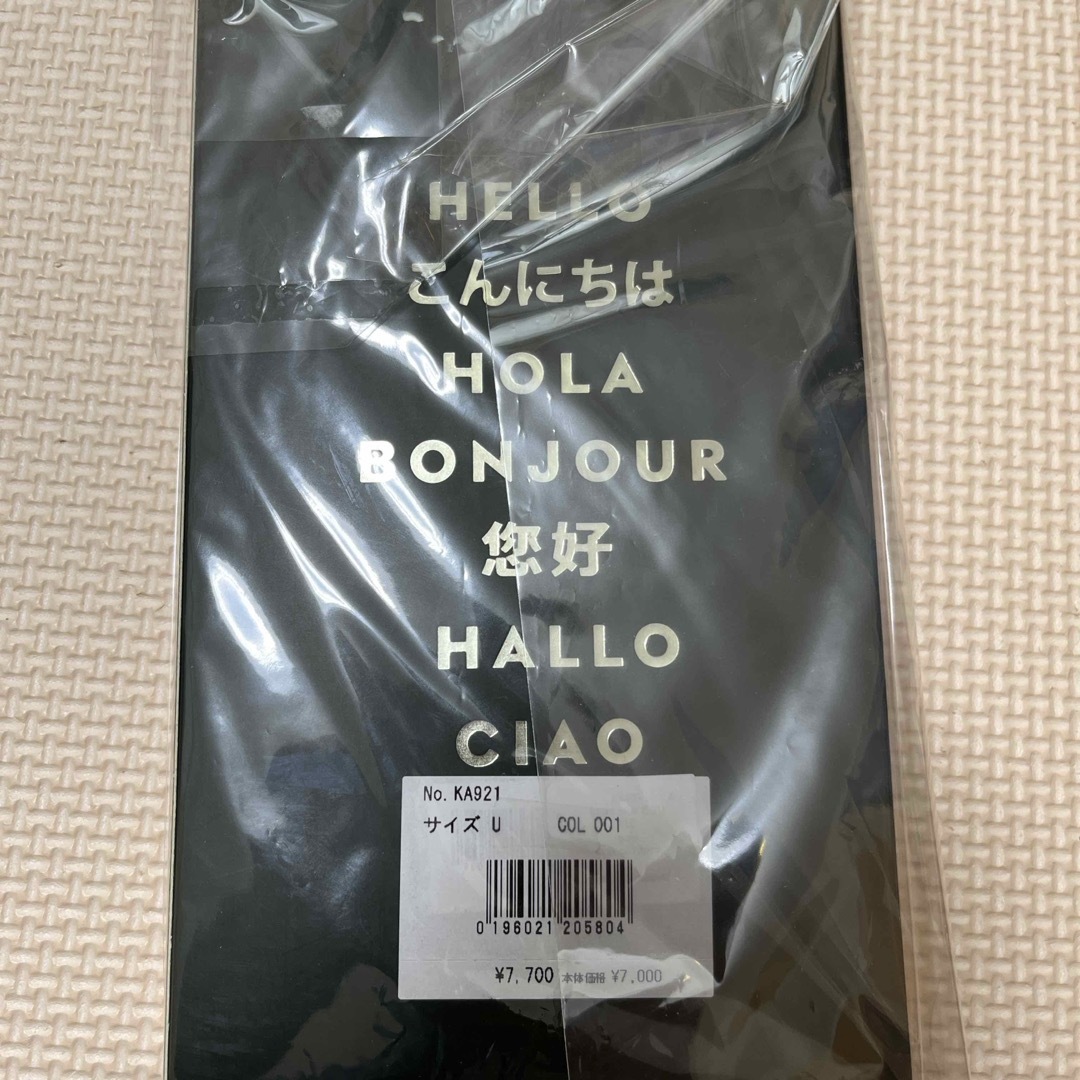 HELLO
こんにちは
HOLA
BONJOUR
您好
HALLO
CIAO
No. KA921
サイズ U COL 001
0 196021 205804
¥7,700 本体価格 ¥7,000